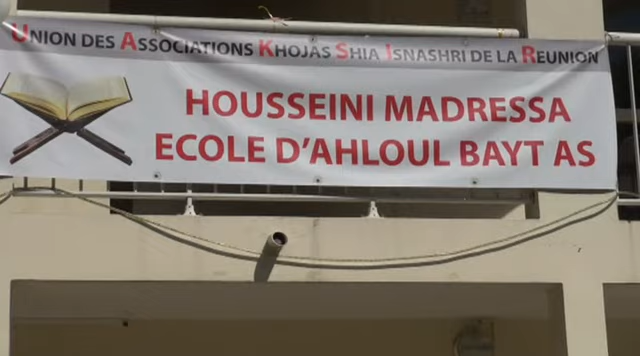 UNION DES ASSOCIATIONS KHOJAS SHIA ISNASHRI DE LA REUNION
HOUSSEINI MADRESSA
ECOLE D'AHLOUL BAYT AS